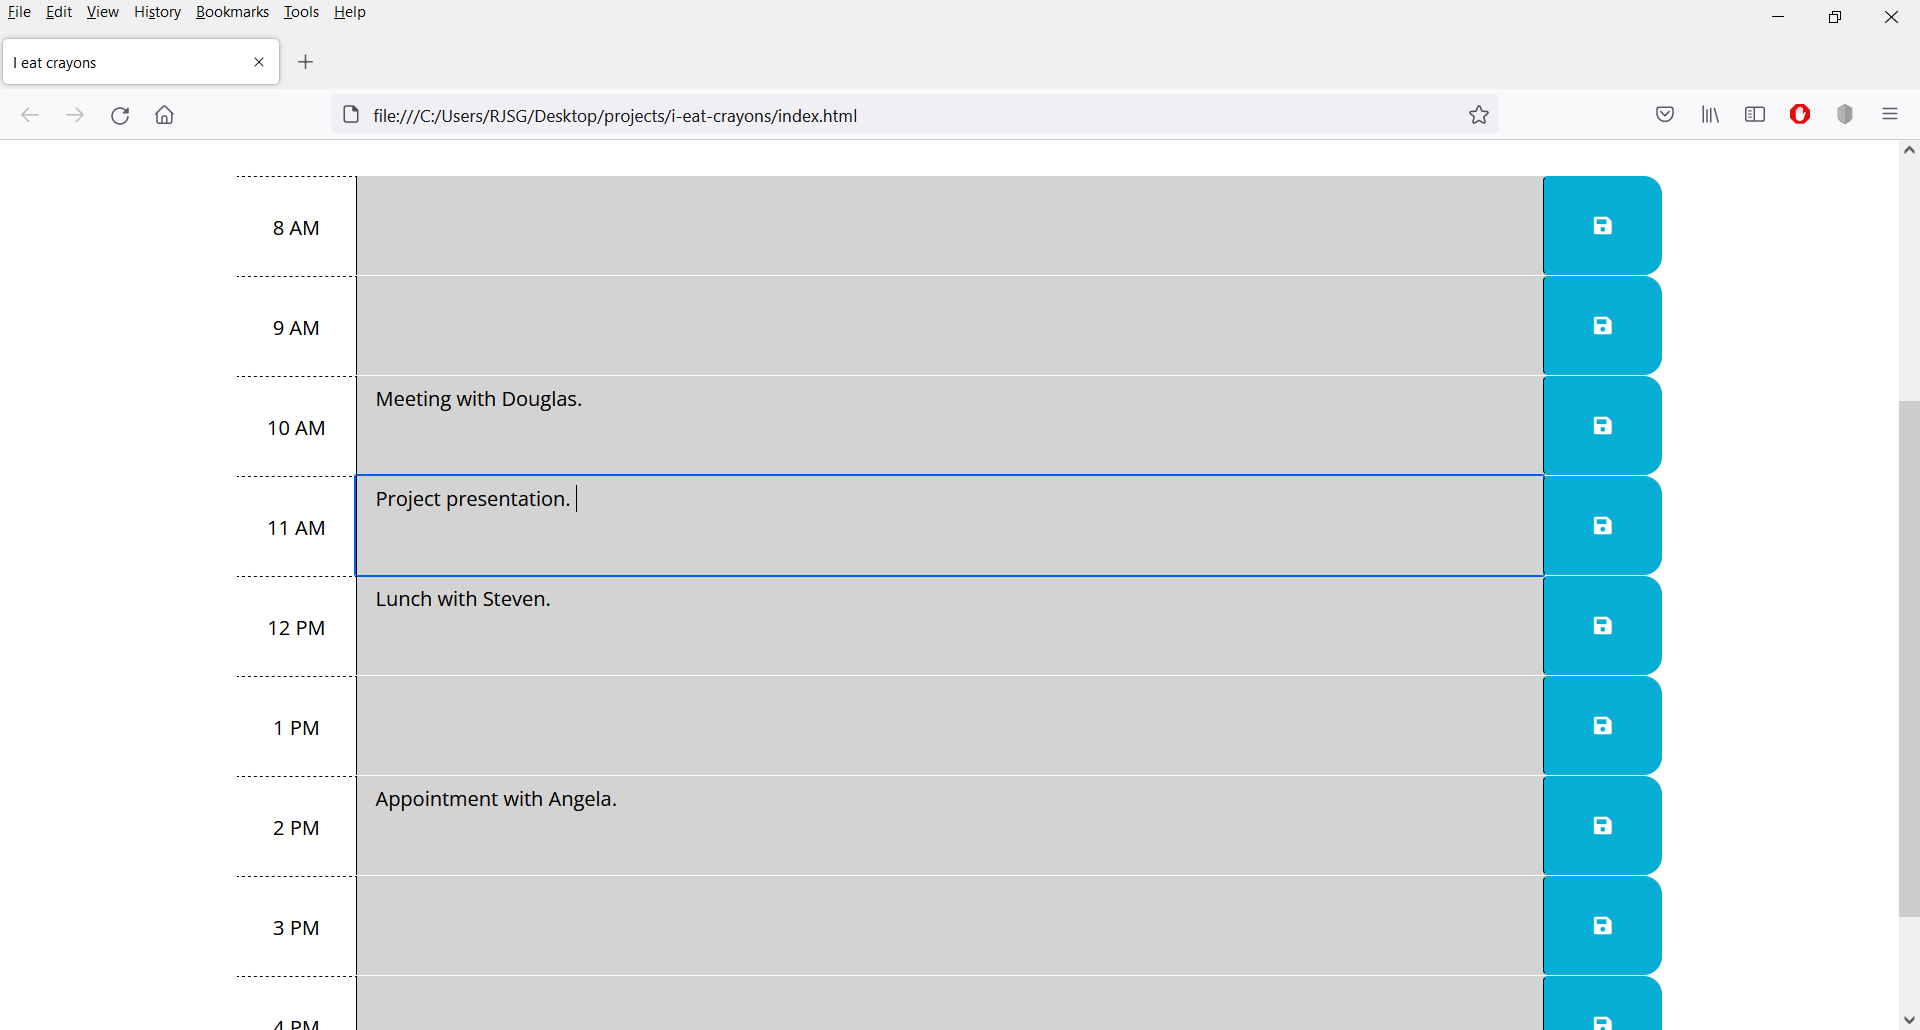 File Edit View History Bookmarks Tools Help
I eat crayons
file:///C:/Users/RJSG/Desktop/projects/i-eat-crayons/index.html
8 AM
9 AM
Meeting with Douglas.
10 AM
Project presentation.
11 AM
Lunch with Steven.
12 PM
1 PM
Appointment with Angela.
2 PM
3 PM
4 PM